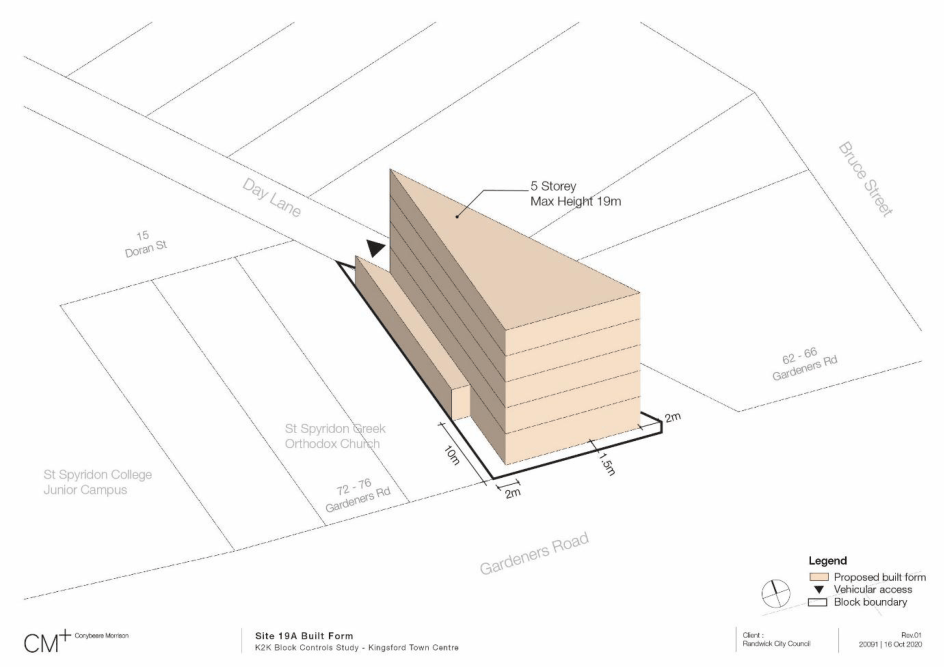 Day Lane
Bruce Street
5 Storey
Max Height 19m
15
Doran St
62 - 66
Gardeners Rd
2m
St Spyridon Greek
Orthodox Church
10m
1.5m
St Spyridon College
Junior Campus
72 - 76
Gardeners Rd
2m
Gardeners Road
Legend
Proposed built form
Vehicular access
Block boundary
CM+ Conybeare Morrison
Site 19A Built Form
K2K Block Controls Study - Kingsford Town Centre
Client :
Randwick City Council
Rev.01
20091 | 16 Oct 2020